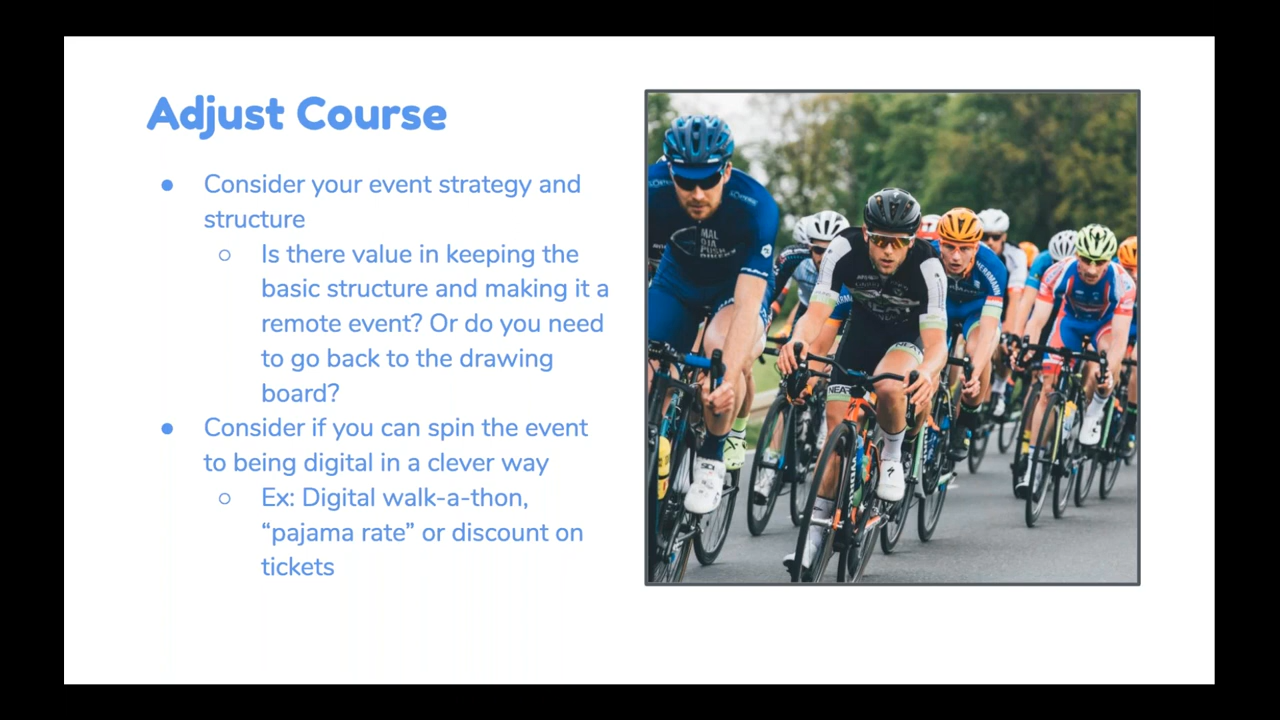 Adjust Course
● Consider your event strategy and
structure
○ Is there value in keeping the
basic structure and making it a
remote event? Or do you need
to go back to the drawing
board?
● Consider if you can spin the event
to being digital in a clever way
○ Ex: Digital walk-a-thon,
“pajama rate” or discount on
tickets